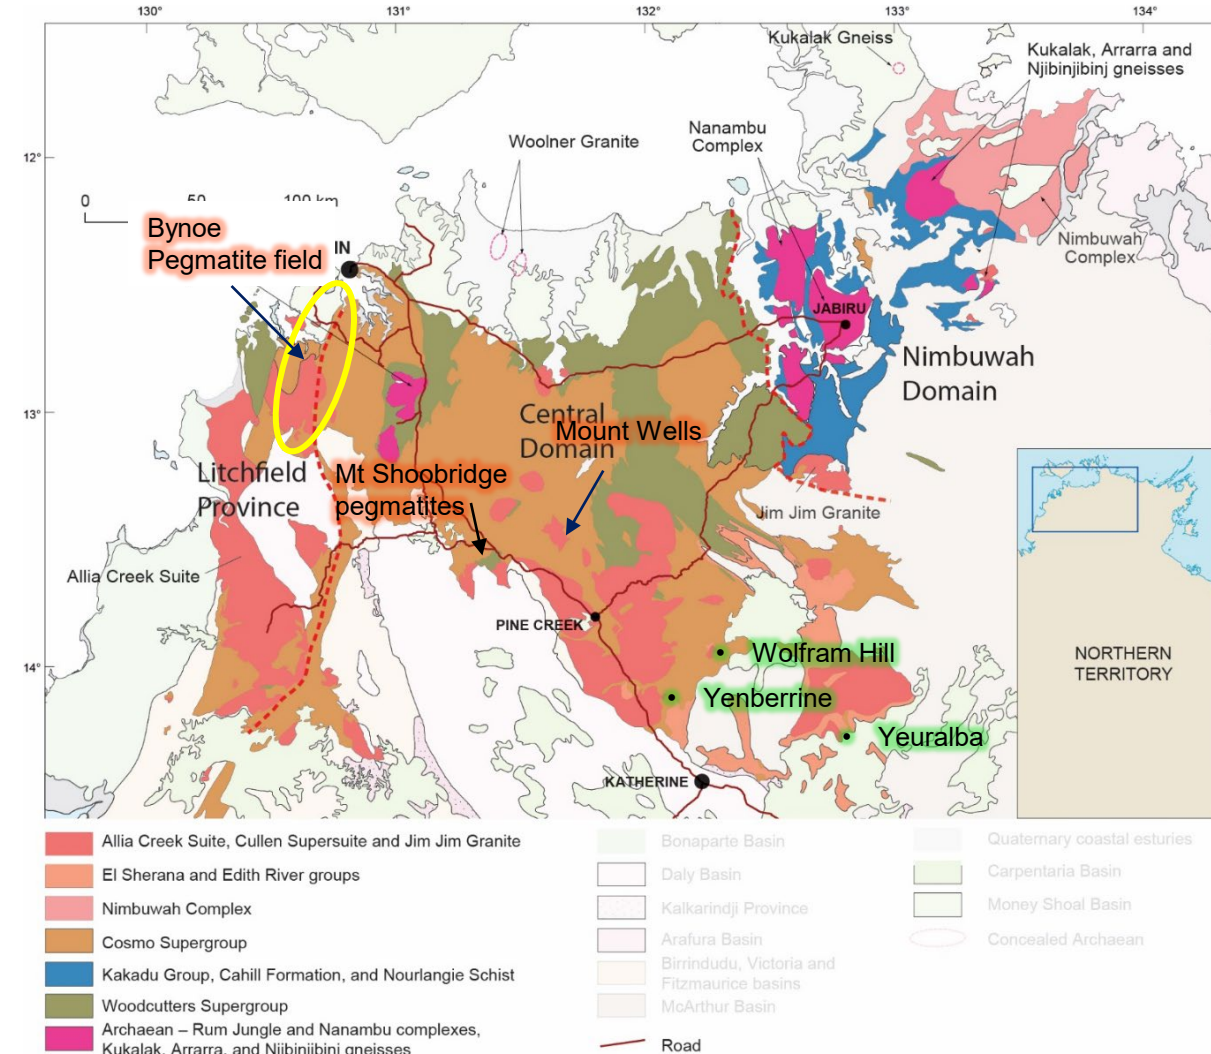 130°
131°
132°
133°
134°
12°
13°
14°
0
50
100 km
Kukalak Gneiss
Kukalak, Arrarra and
Njibinjibinj gneisses
Woolner Granite
Nanambu
Complex
Nimbuwah
Complex
Bynoe
Pegmatite field
IN
JABIRU
Nimbuwah
Domain
Central
Domain
Mount Wells
Litchfield
Province
Mt Shoobridge
pegmatites
Jim Jim Granite
Allia Creek Suite
PINE CREEK
Wolfram Hill
Yenberrine
Yeuralba
KATHERINE
NORTHERN
TERRITORY
Allia Creek Suite, Cullen Supersuite and Jim Jim Granite
El Sherana and Edith River groups
Nimbuwah Complex
Cosmo Supergroup
Kakadu Group, Cahill Formation, and Nourlangie Schist
Woodcutters Supergroup
Archaean – Rum Jungle and Nanambu complexes,
Kukalak, Arrarra, and Njibinjibinj gneisses
Bonaparte Basin
Daly Basin
Kalkarindji Province
Arafura Basin
Birrindudu, Victoria and
Fitzmaurice basins
McArthur Basin
Road
Quaternary coastal esturies
Carpentaria Basin
Money Shoal Basin
Concealed Archaean